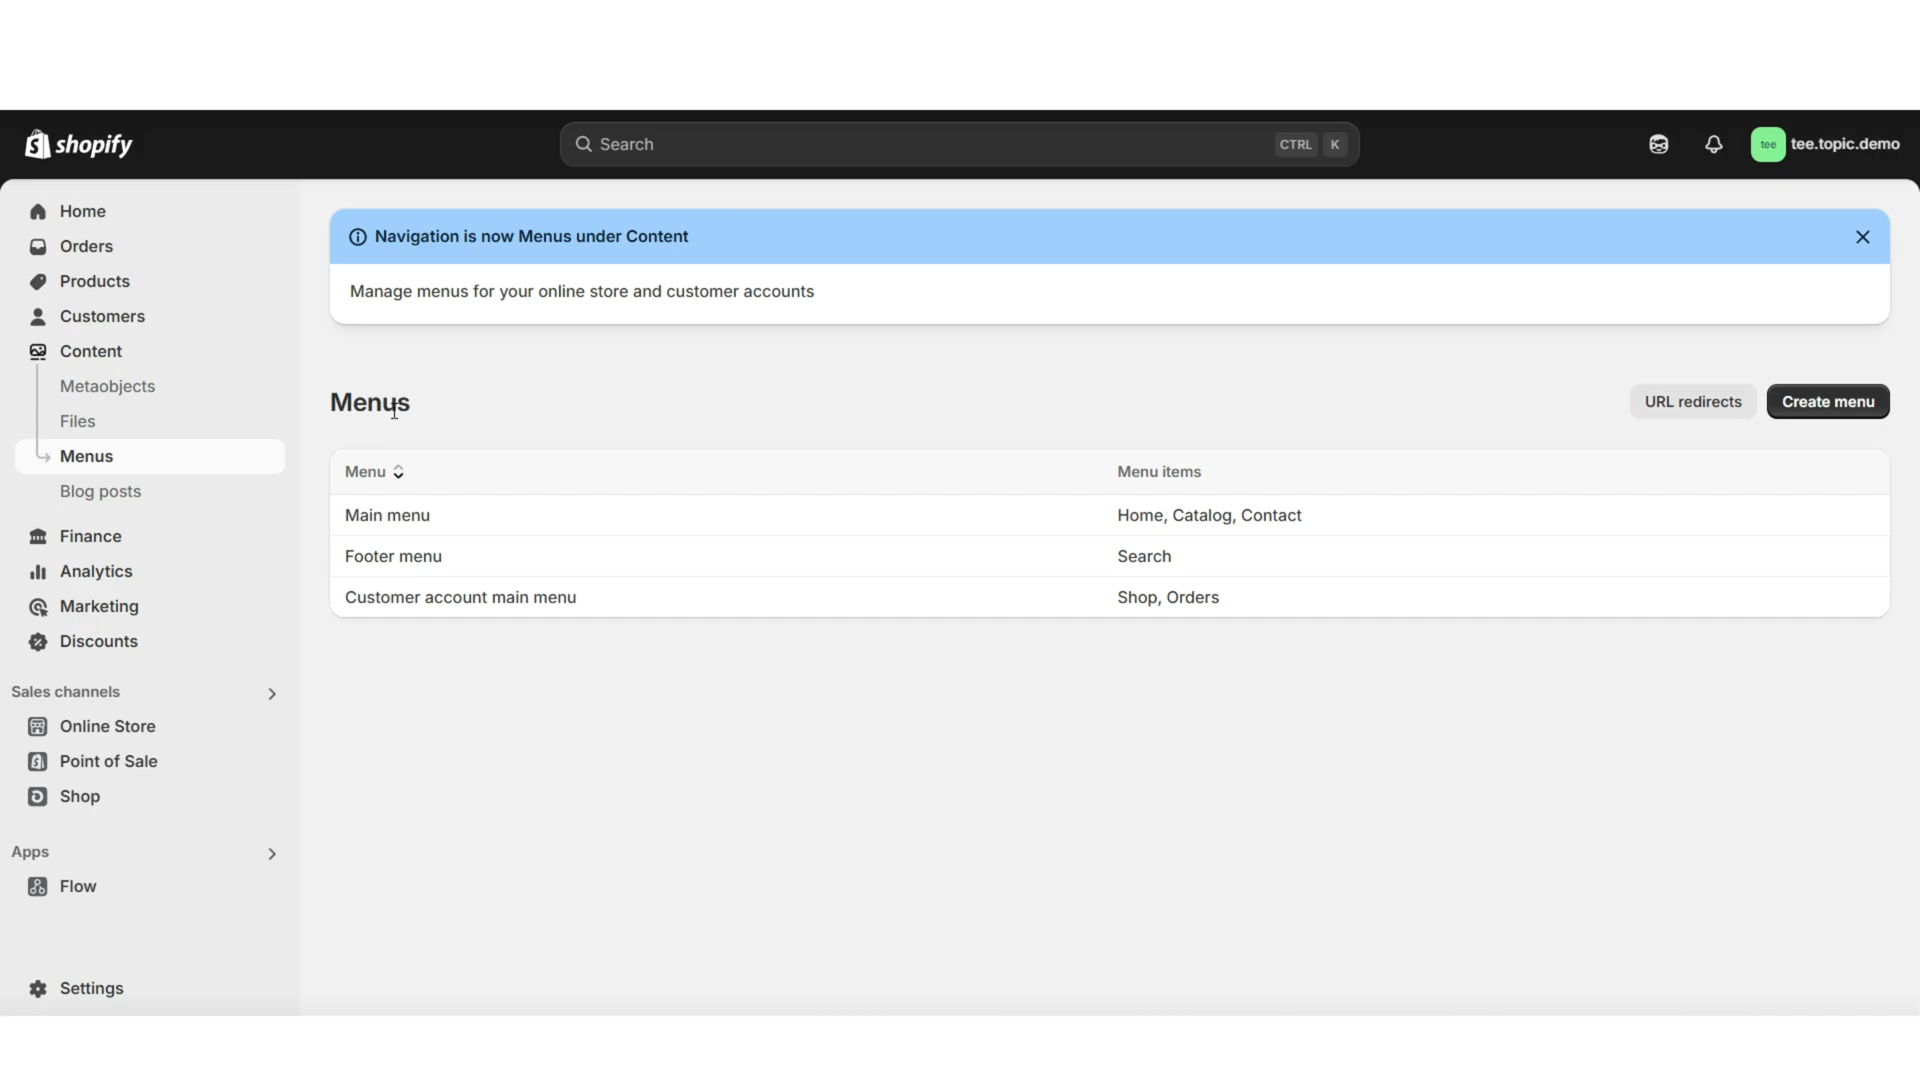 shopify
Search
CTRL K
tee
tee.topic.demo
Home
Orders
Products
Customers
Content
Metaobjects
Files
Menus
Blog posts
Finance
Analytics
Marketing
Discounts
Sales channels
Online Store
Point of Sale
Shop
Apps
Flow
Settings
Navigation is now Menus under Content
Manage menus for your online store and customer accounts
Menus
URL redirects
Create menu
Menu Menu items
Main menu Home, Catalog, Contact
Footer menu Search
Customer account main menu Shop, Orders